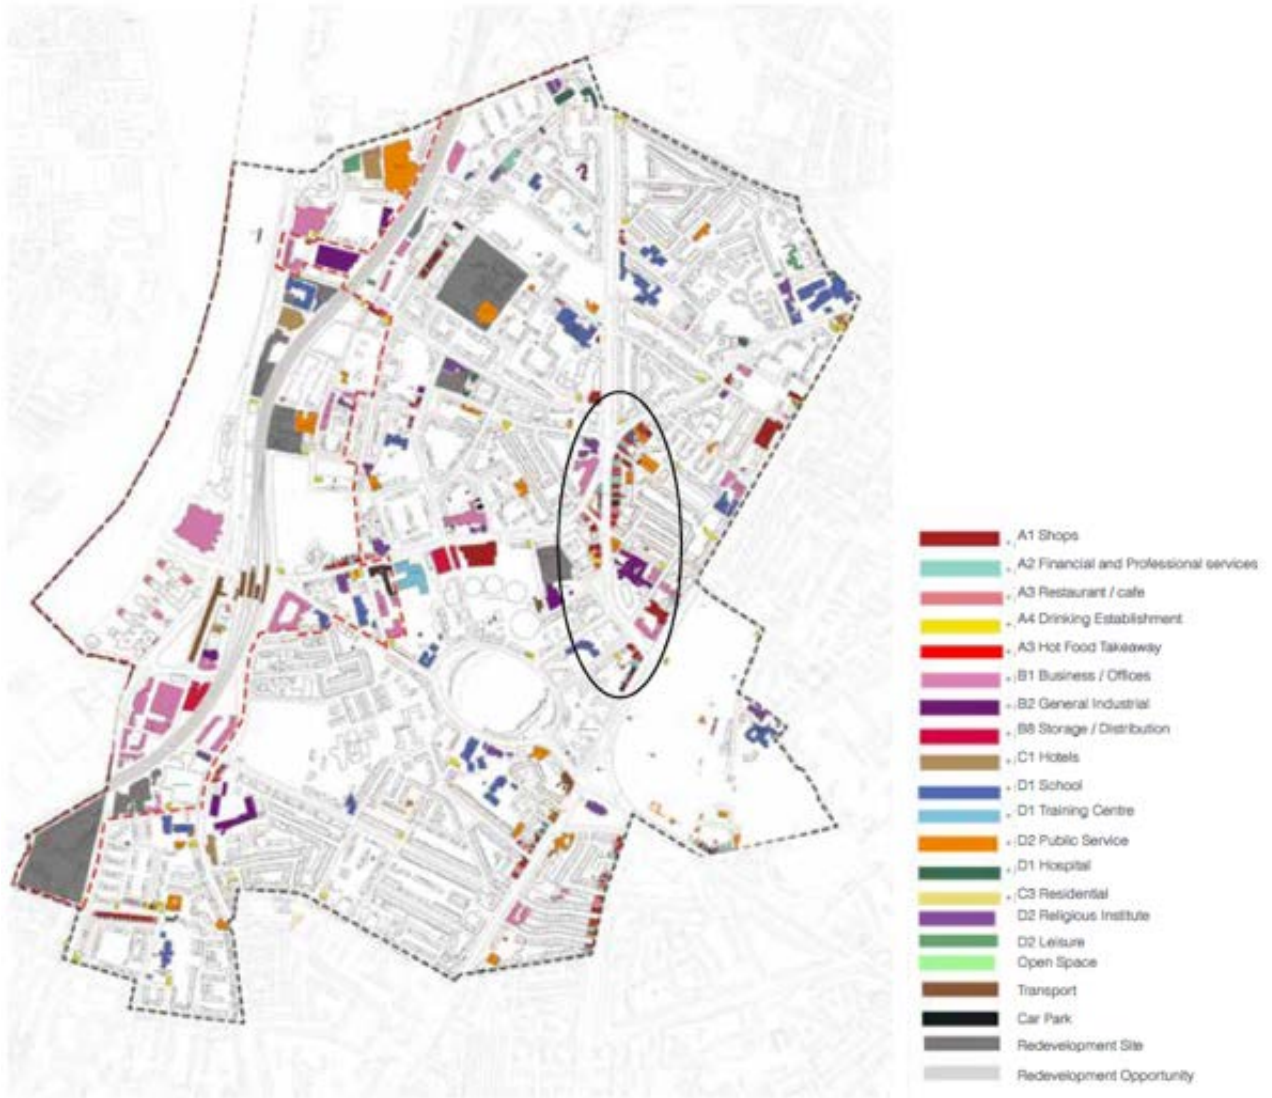 A1 Shops
A2 Financial and Professional services
A3 Restaurant / cafe
A4 Drinking Establishment
A3 Hot Food Takeaway
B1 Business / Offices
B2 General Industrial
B8 Storage / Distribution
C1 Hotels
D1 School
D1 Training Centre
D2 Public Service
D1 Hospital
C3 Residential
D2 Religious Institute
D2 Leisure
Open Space
Transport
Car Park
Redevelopment Site
Redevelopment Opportunity